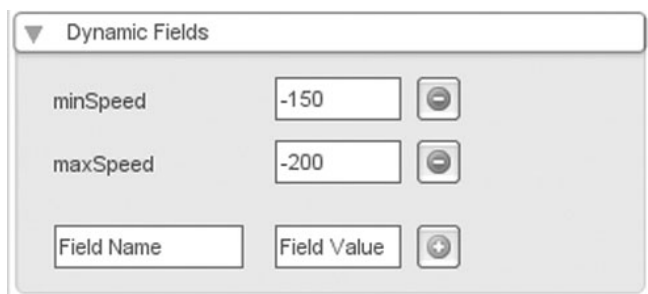 Dynamic Fields
minSpeed -150
maxSpeed -200
Field Name Field Value